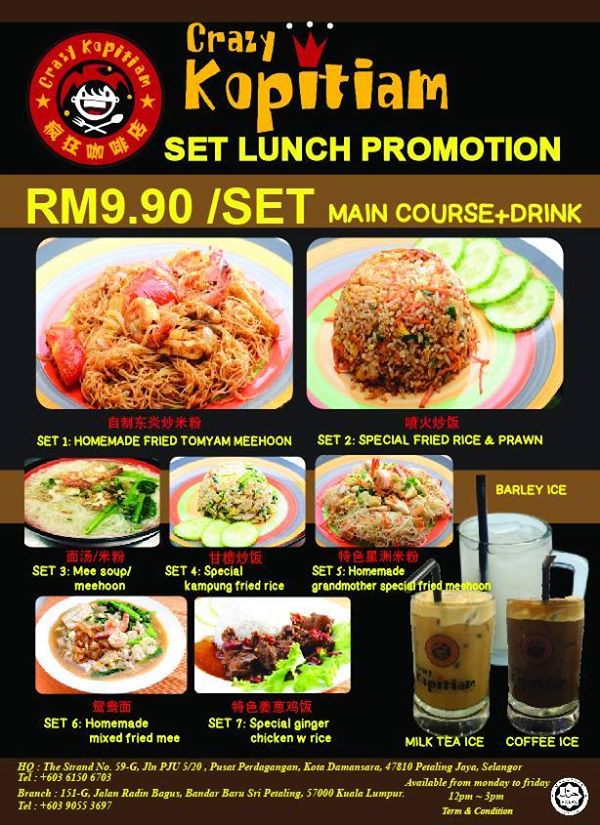 Crazy Kopitiam
疯狂咖啡店
Crazy
Kopitiam
SET LUNCH PROMOTION
RM9.90 /SET MAIN COURSE+DRINK
自制东炎炒米粉
SET 1: HOMEMADE FRIED TOMYAM MEEHOON
喷火炒饭
SET 2: SPECIAL FRIED RICE & PRAWN
面汤/米粉
SET 3: Mee soup/
meehoon
甘榜炒饭
SET 4: Special
kampung fried rice
特色星洲米粉
SET 5: Homemade
grandmother special fried meehoon
BARLEY ICE
鸳鸯面
SET 6: Homemade
mixed fried mee
特色姜葱鸡饭
SET 7: Special ginger
chicken w rice
Crazy
Kopitiam
Crazy
Kopitiam
MILK TEA ICE
COFFEE ICE
HQ : The Strand No. 59-G, Jln PJU 5/20 , Pusat Perdagangan, Kota Damansara, 47810 Petaling Jaya, Selangor
Tel : +603 6150 6703
Branch : 151-G, Jalan Radin Bagus, Bandar Baru Sri Petaling, 57000 Kuala Lumpur.
Tel : +603 9055 3697
Available from monday to friday
12pm ~ 3pm
Term & Condition